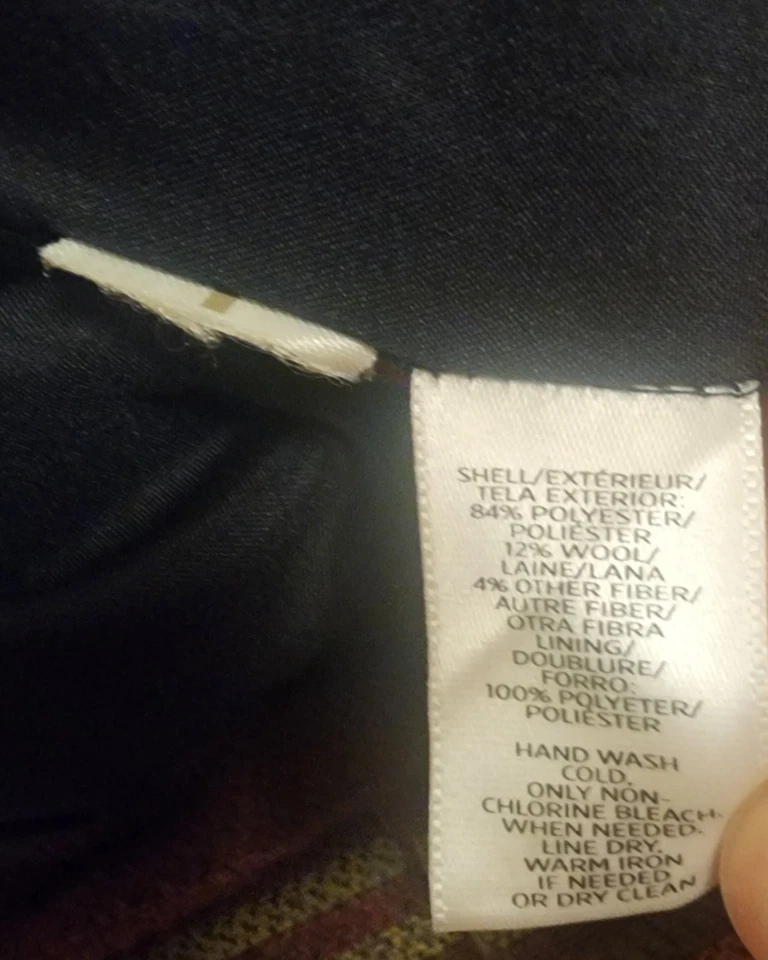 SHELL/EXTÉRIEUR/
TELA EXTERIOR:
84% POLYESTER/
POLIÉSTER
12% WOOL/
LAINE/LANA
4% OTHER FIBER/
AUTRE FIBER/
OTRA FIBRA
LINING/
DOUBLURE/
FORRO:
100% POLYETER/
POLIÉSTER
HAND WASH
COLD.
ONLY NON-
CHLORINE BLEACH-
WHEN NEEDED-
LINE DRY.
WARM IRON
IF NEEDED
OR DRY CLEAN